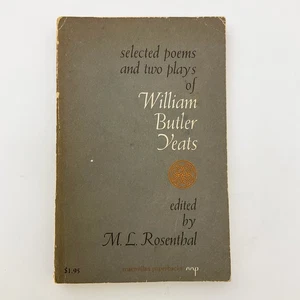 selected poems
and two plays
of
William
Butler
Yeats
edited
by
M. L. Rosenthal
$1.95